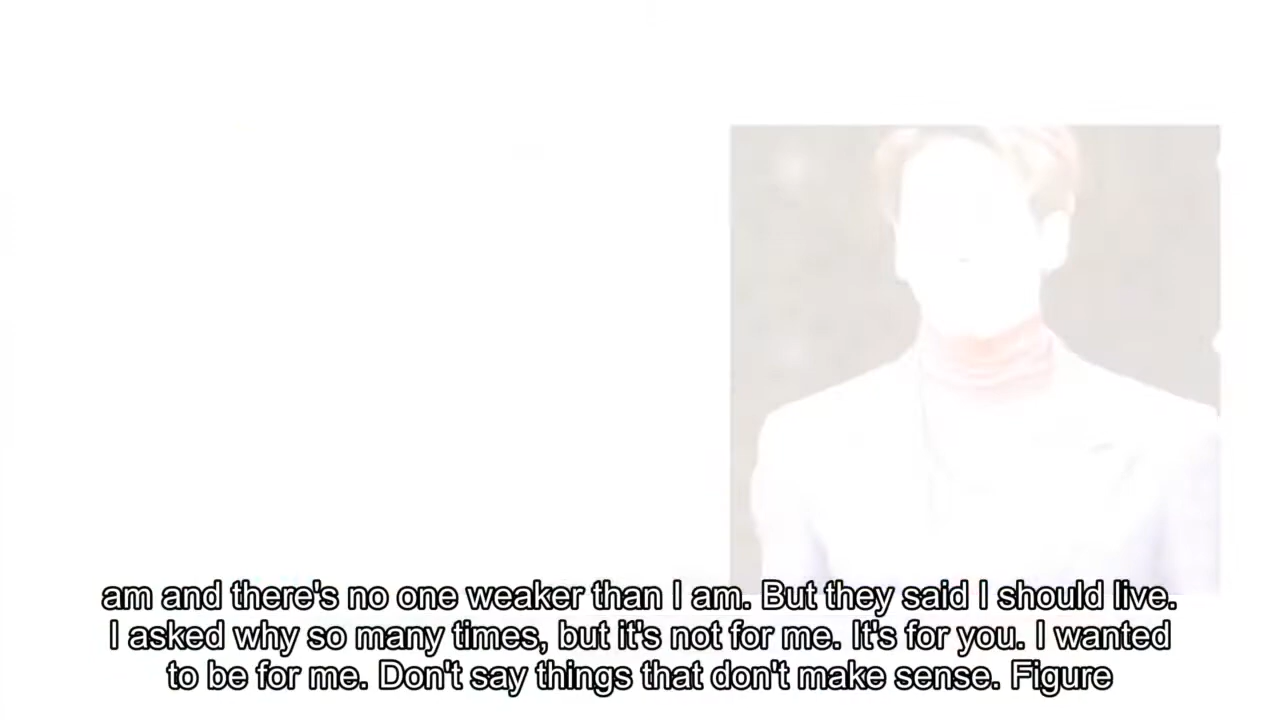 am and there's no one weaker than I am. But they said I should live.
I asked why so many times, but it's not for me. It's for you. I wanted
to be for me. Don't say things that don't make sense. Figure